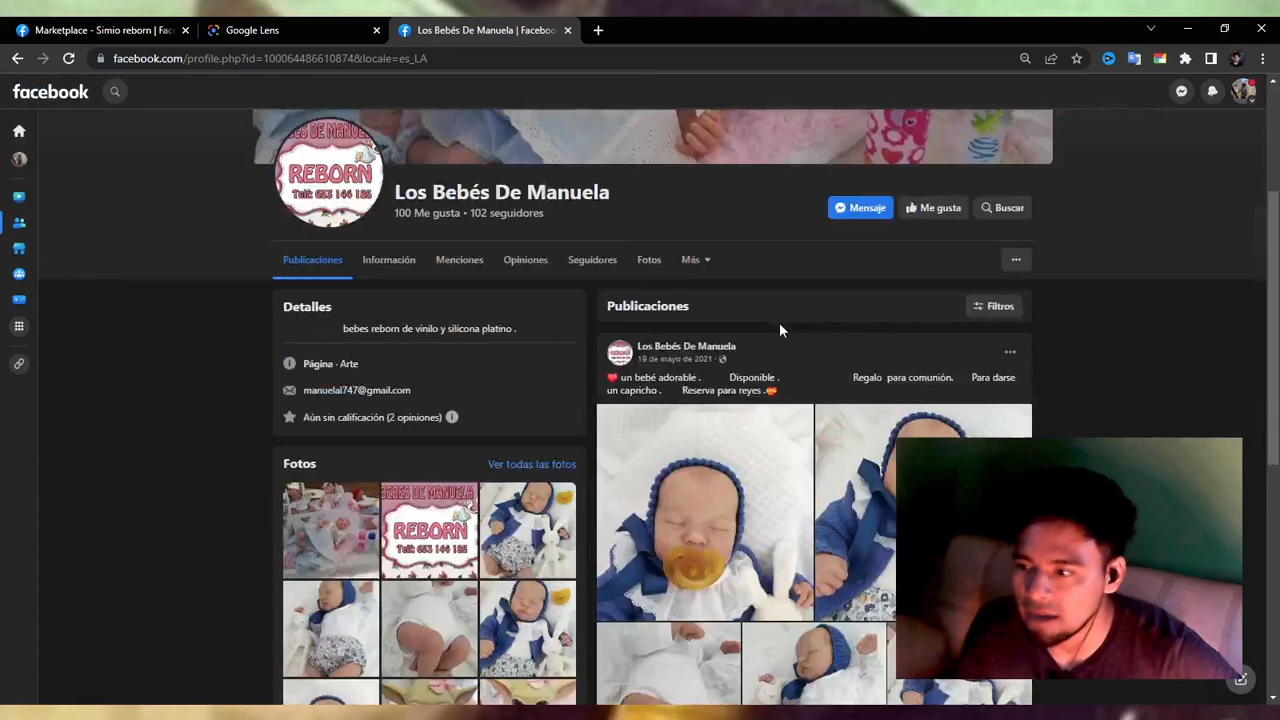 Marketplace - Simio reborn | Fac
Google Lens
Los Bebés De Manuela | Faceboo
facebook.com/profile.php?id=100064486610874&locale=es_LA
facebook
REBORN
Telf: 653 144 185
Los Bebés De Manuela
100 Me gusta • 102 seguidores
Mensaje
Me gusta
Buscar
Publicaciones
Información
Menciones
Opiniones
Seguidores
Fotos
Más
Detalles
bebes reborn de vinilo y silicona platino .
Página · Arte
manuelal747@gmail.com
Aún sin calificación (2 opiniones)
Fotos
Ver todas las fotos
BEBES DE MANUELA
REBORN
Telf: 653 144 185
Publicaciones
Filtros
Los Bebés De Manuela
19 de mayo de 2021
❤️ un bebé adorable . Disponible . Regalo para comunión. Para darse
un capricho . Reserva para reyes .💝